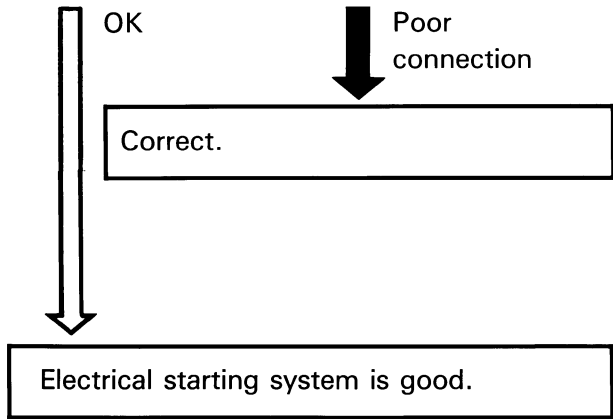 OK
Poor
connection
Correct.
Electrical starting system is good.